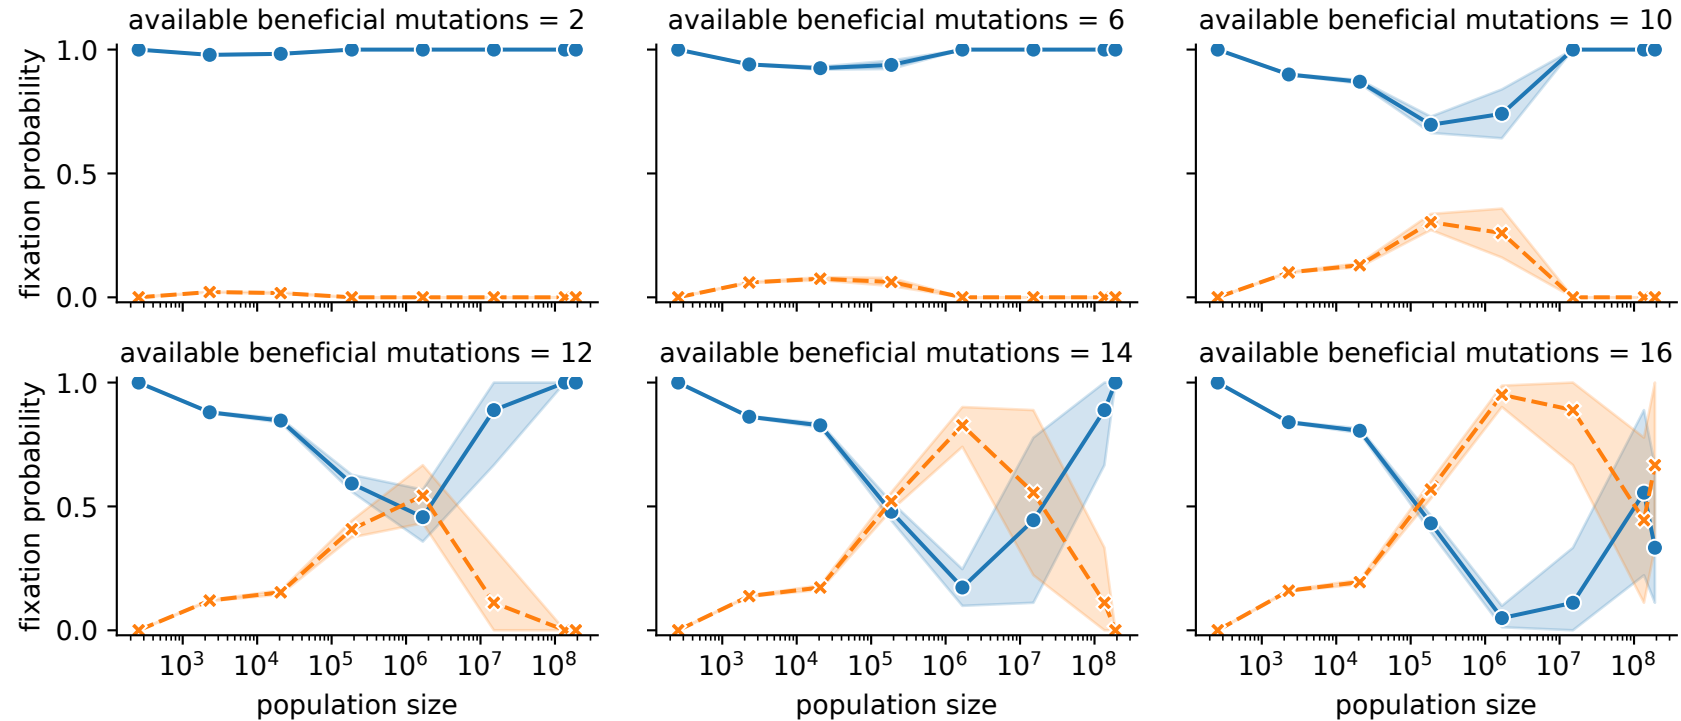 available beneficial mutations = 2
available beneficial mutations = 6
available beneficial mutations = 10
fixation probability
1.0
0.5
0.0
available beneficial mutations = 12
available beneficial mutations = 14
available beneficial mutations = 16
fixation probability
1.0
0.5
0.0
10³ 10⁴ 10⁵ 10⁶ 10⁷ 10⁸
10³ 10⁴ 10⁵ 10⁶ 10⁷ 10⁸
10³ 10⁴ 10⁵ 10⁶ 10⁷ 10⁸
population size
population size
population size